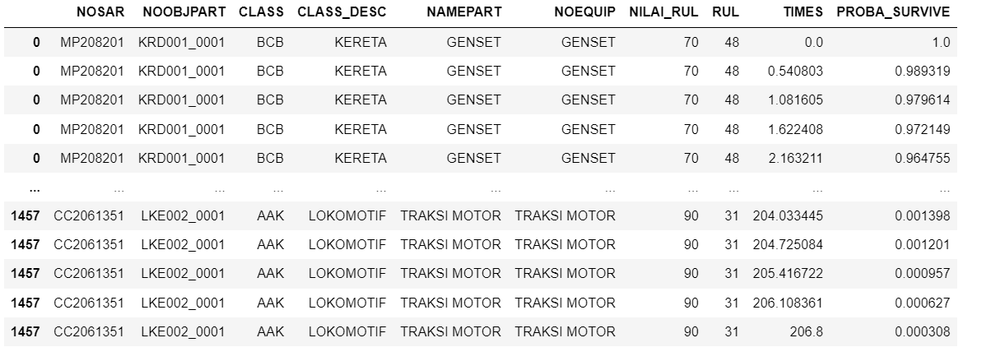 NOSAR NOOBJPART CLASS CLASS_DESC NAMEPART NOEQUIP NILAI_RUL RUL TIMES PROBA_SURVIVE
0 MP208201 KRD001_0001 BCB KERETA GENSET GENSET 70 48 0.0 1.0
0 MP208201 KRD001_0001 BCB KERETA GENSET GENSET 70 48 0.540803 0.989319
0 MP208201 KRD001_0001 BCB KERETA GENSET GENSET 70 48 1.081605 0.979614
0 MP208201 KRD001_0001 BCB KERETA GENSET GENSET 70 48 1.622408 0.972149
0 MP208201 KRD001_0001 BCB KERETA GENSET GENSET 70 48 2.163211 0.964755
... ... ... ... ... ... ... ... ... ... ...
1457 CC2061351 LKE002_0001 AAK LOKOMOTIF TRAKSI MOTOR TRAKSI MOTOR 90 31 204.033445 0.001398
1457 CC2061351 LKE002_0001 AAK LOKOMOTIF TRAKSI MOTOR TRAKSI MOTOR 90 31 204.725084 0.001201
1457 CC2061351 LKE002_0001 AAK LOKOMOTIF TRAKSI MOTOR TRAKSI MOTOR 90 31 205.416722 0.000957
1457 CC2061351 LKE002_0001 AAK LOKOMOTIF TRAKSI MOTOR TRAKSI MOTOR 90 31 206.108361 0.000627
1457 CC2061351 LKE002_0001 AAK LOKOMOTIF TRAKSI MOTOR TRAKSI MOTOR 90 31 206.8 0.000308